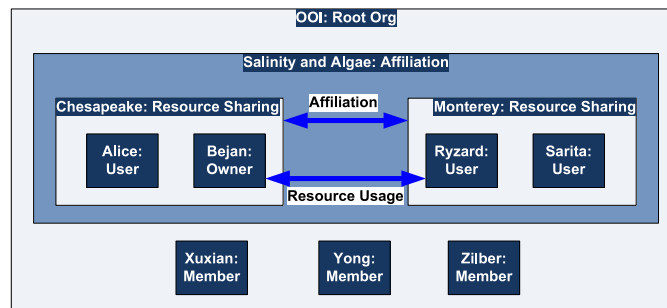 OOI: Root Org
Salinity and Algae: Affiliation
Chesapeake: Resource Sharing
Affiliation
Monterey: Resource Sharing
Alice:
User
Bejan:
Owner
Ryzard:
User
Sarita:
User
Resource Usage
Xuxian:
Member
Yong:
Member
Zilber:
Member